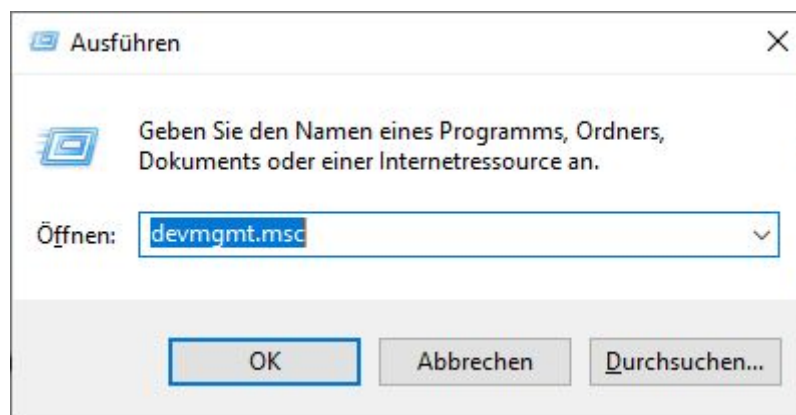 Ausführen
Geben Sie den Namen eines Programms, Ordners,
Dokuments oder einer Internetressource an.
Öffnen: devmgmt.msc
OK Abbrechen Durchsuchen...